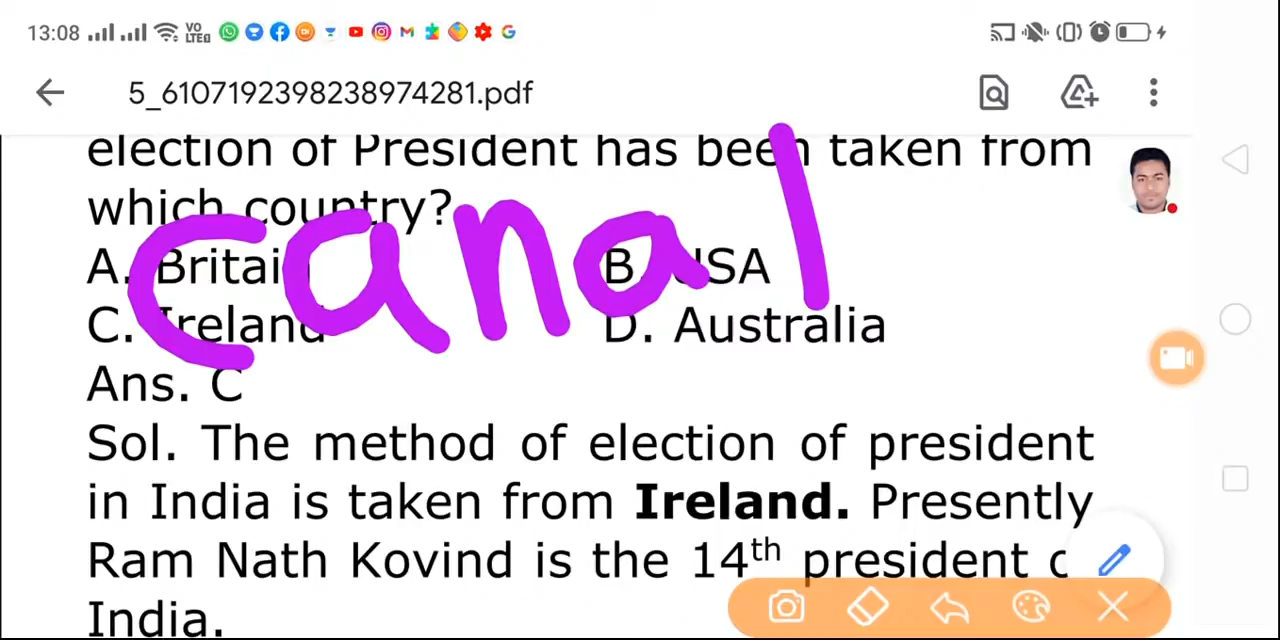 13:08 VO LTE
5_6107192398238974281.pdf
election of President has been taken from
which country?
canal
A. Britain B. USA
C. Ireland D. Australia
Ans. C
Sol. The method of election of president
in India is taken from Ireland. Presently
Ram Nath Kovind is the 14th president
India.